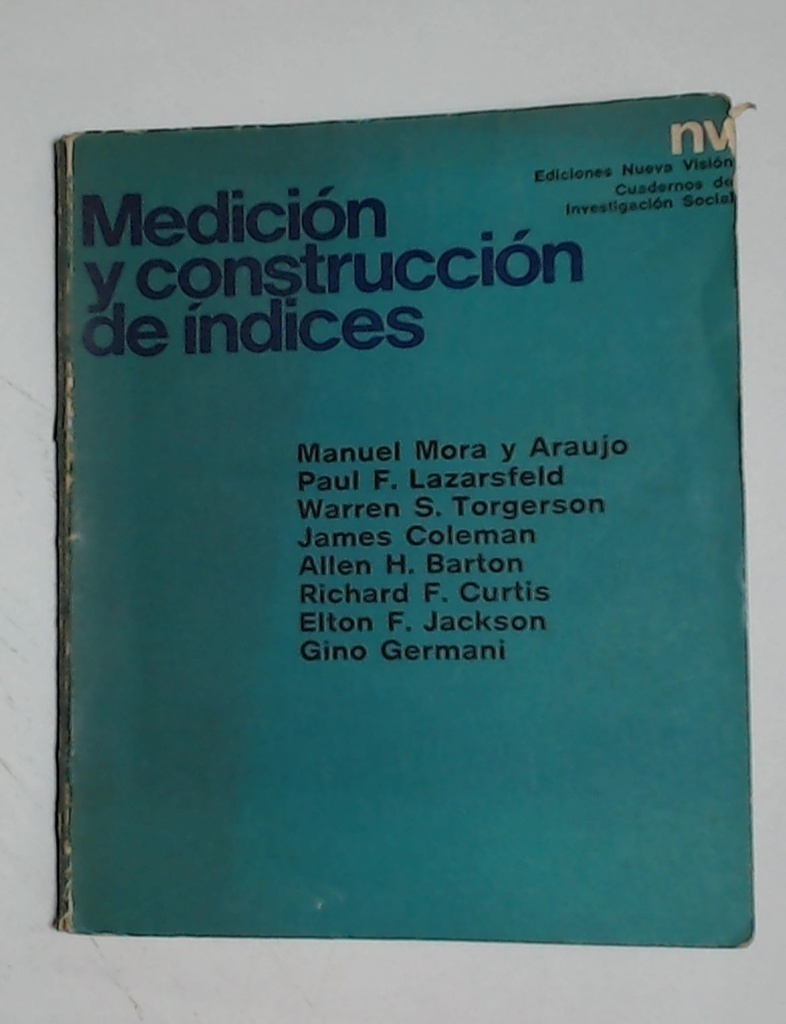 nv
Ediciones Nueva Visión
Cuadernos de
Investigación Social
Medición
y construcción
de índices
Manuel Mora y Araujo
Paul F. Lazarsfeld
Warren S. Torgerson
James Coleman
Allen H. Barton
Richard F. Curtis
Elton F. Jackson
Gino Germani